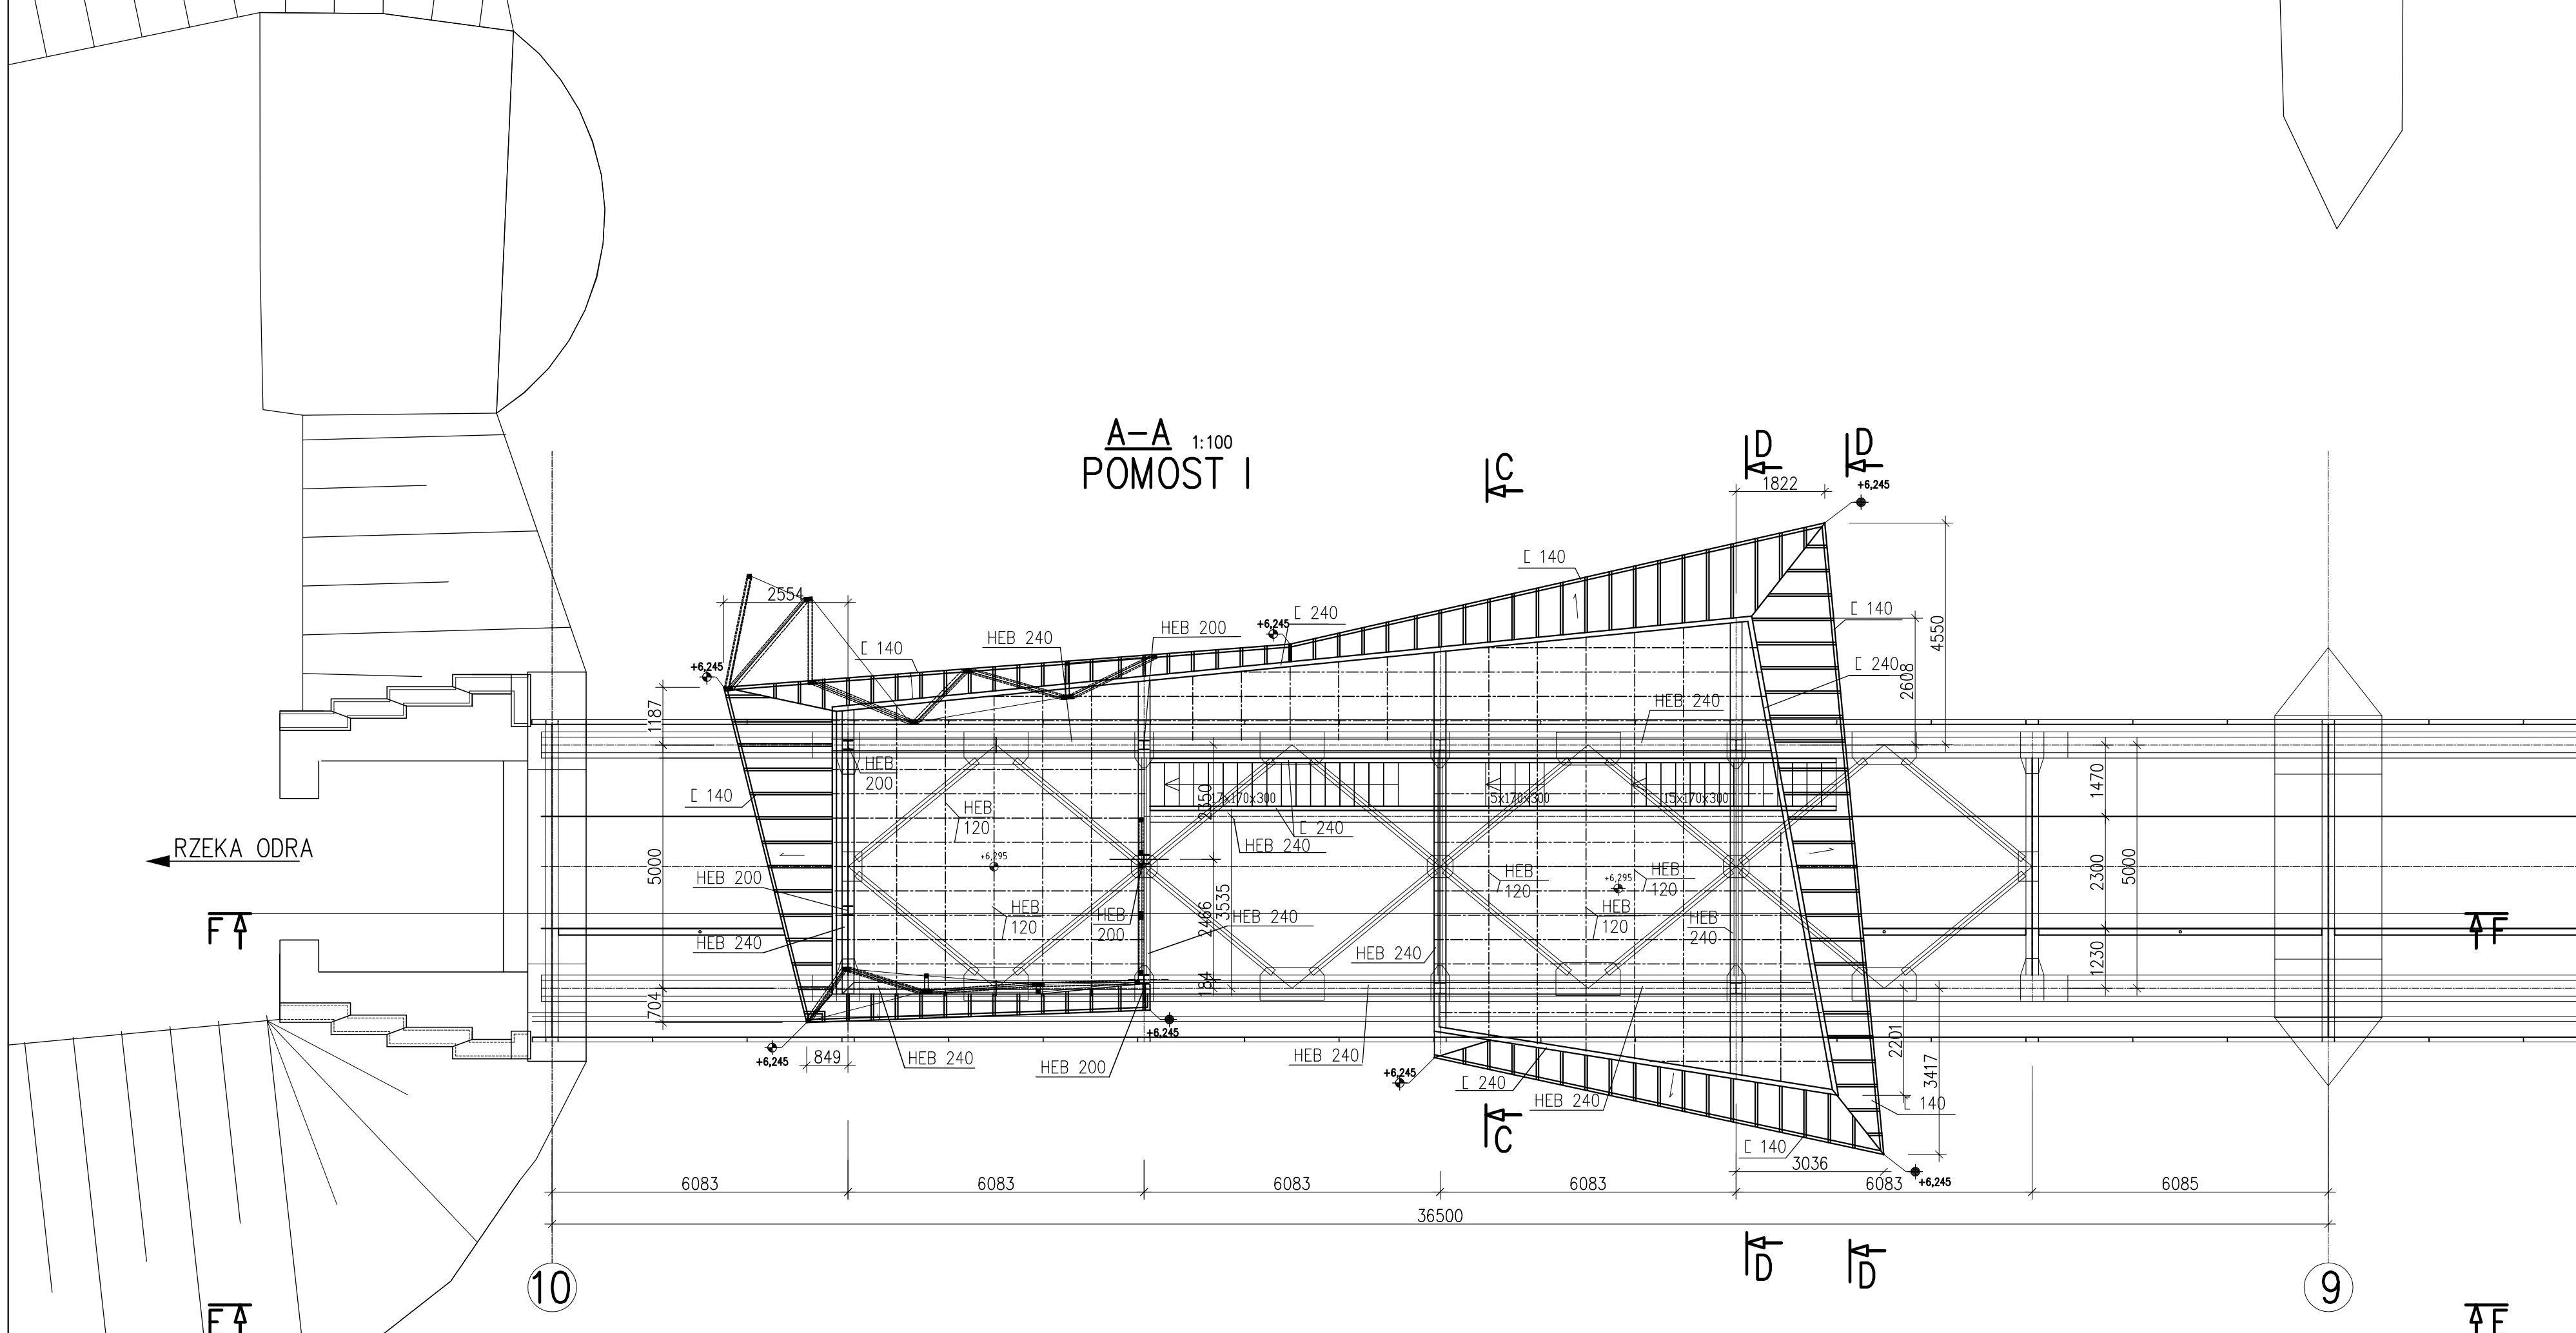 A-A 1:100
POMOST I
C
D
D
1822
+6,245
[ 140
2554
[ 240
+6,245
HEB 200
HEB 240
[ 140
[ 140
4550
2608
+6,245
[ 240
1187
HEB 240
HEB
200
1470
2350
17x170x300
5x170x300
15x170x300
[ 140
HEB
120
[ 240
HEB 240
RZEKA ODRA
5000
+6,295
2300
5000
HEB 200
HEB
120
+6,295
HEB
120
3535
2466
HEB
120
HEB
200
HEB 240
HEB
120
HEB
240
F
F
HEB 240
HEB 240
1230
184
704
+6,245
2201
3417
+6,245
849
HEB 240
HEB 200
HEB 240
+6,245
[ 240
HEB 240
[ 140
C
[ 140
3036
+6,245
6083
6083
6083
6083
6083
6085
36500
D
D
10
9
F
F